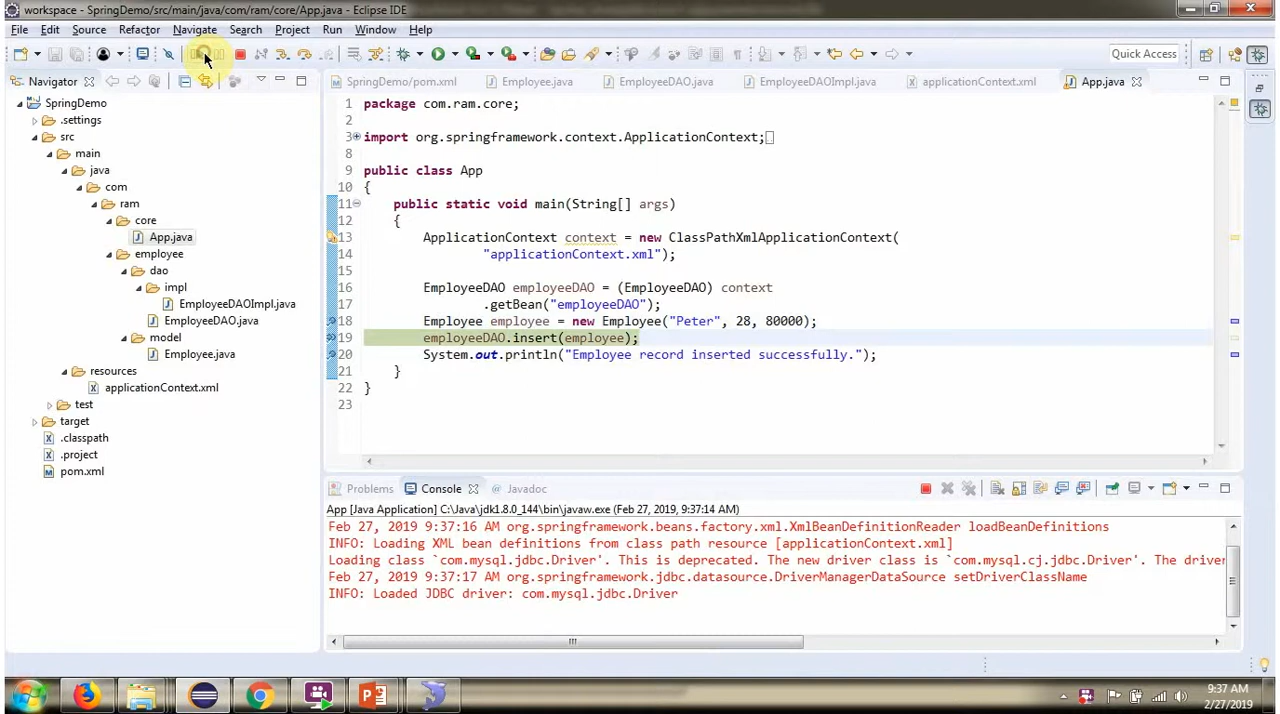 workspace - SpringDemo/src/main/java/com/ram/core/App.java - Eclipse IDE
File Edit Source Refactor Navigate Search Project Run Window Help
Quick Access
Navigator
SpringDemo/pom.xml Employee.java EmployeeDAO.java EmployeeDAOImpl.java applicationContext.xml App.java
SpringDemo
.settings
src
main
java
com
ram
core
App.java
employee
dao
impl
EmployeeDAOImpl.java
EmployeeDAO.java
model
Employee.java
resources
applicationContext.xml
test
target
.classpath
.project
pom.xml
1 package com.ram.core;
2
3 import org.springframework.context.ApplicationContext;
8
9 public class App
10 {
11 public static void main(String[] args)
12 {
13 ApplicationContext context = new ClassPathXmlApplicationContext(
14 "applicationContext.xml");
15
16 EmployeeDAO employeeDAO = (EmployeeDAO) context
17 .getBean("employeeDAO");
18 Employee employee = new Employee("Peter", 28, 80000);
19 employeeDAO.insert(employee);
20 System.out.println("Employee record inserted successfully.");
21 }
22 }
23
Problems Console Javadoc
App [Java Application] C:\Java\jdk1.8.0_144\bin\javaw.exe (Feb 27, 2019, 9:37:14 AM)
Feb 27, 2019 9:37:16 AM org.springframework.beans.factory.xml.XmlBeanDefinitionReader loadBeanDefinitions
INFO: Loading XML bean definitions from class path resource [applicationContext.xml]
Loading class `com.mysql.jdbc.Driver'. This is deprecated. The new driver class is `com.mysql.cj.jdbc.Driver'. The drive
Feb 27, 2019 9:37:17 AM org.springframework.jdbc.datasource.DriverManagerDataSource setDriverClassName
INFO: Loaded JDBC driver: com.mysql.jdbc.Driver
9:37 AM
2/27/2019